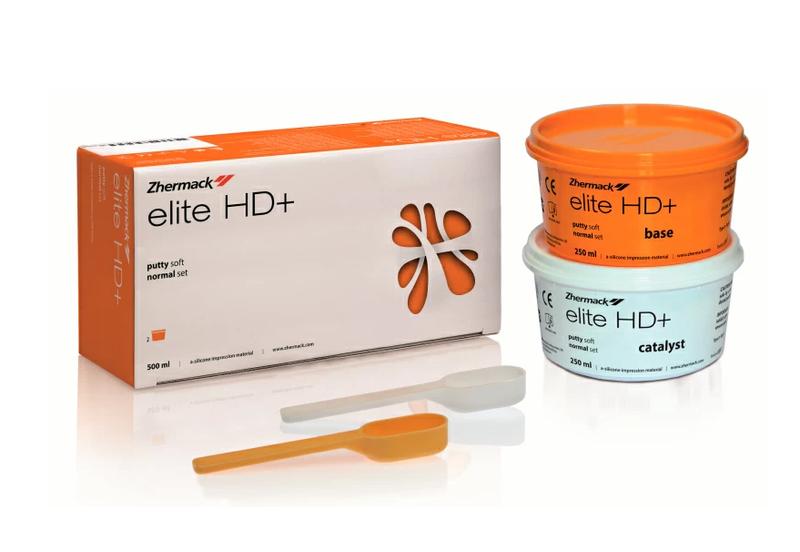 Zhermack
elite HD+
putty soft
normal set
2
500 ml | a-silicone impression material | www.zhermack.com
Zhermack
elite HD+
Zhermack
elite HD+
putty soft
normal set
base
250 ml | a-silicone impression material | www.zhermack.com
Zhermack
elite HD+
putty soft
normal set
catalyst
250 ml | a-silicone impression material | www.zhermack.com